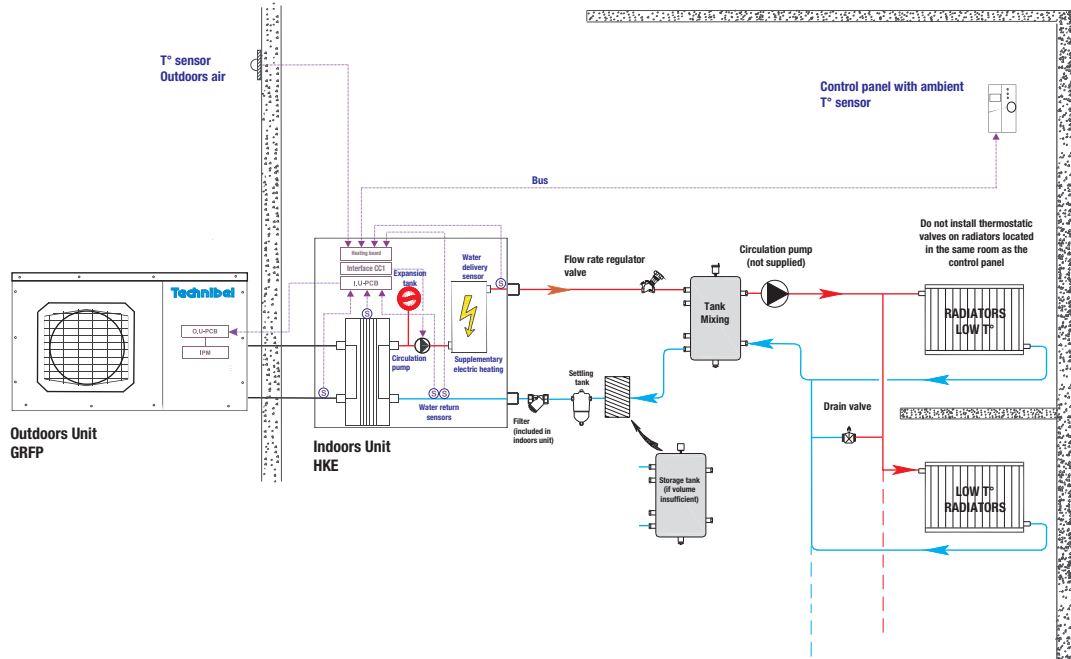 T° sensor
Outdoors air
Control panel with ambient
T° sensor
Bus
Do not install thermostatic
valves on radiators located
in the same room as the
control panel
Heating board
Interface CC1
I,U-PCB
Expansion
tank
Water
delivery
sensor
S
Flow rate regulator
valve
Circulation pump
(not supplied)
Technibel
O,U-PCB
IPM
S
Tank
Mixing
RADIATORS
LOW T°
Circulation
pump
Supplementary
electric heating
S
S S
Water return
sensors
Settling
tank
Filter
(included in
indoors unit)
Drain valve
Outdoors Unit
GRFP
Indoors Unit
HKE
Storage tank
(if volume
insufficient)
LOW T°
RADIATORS